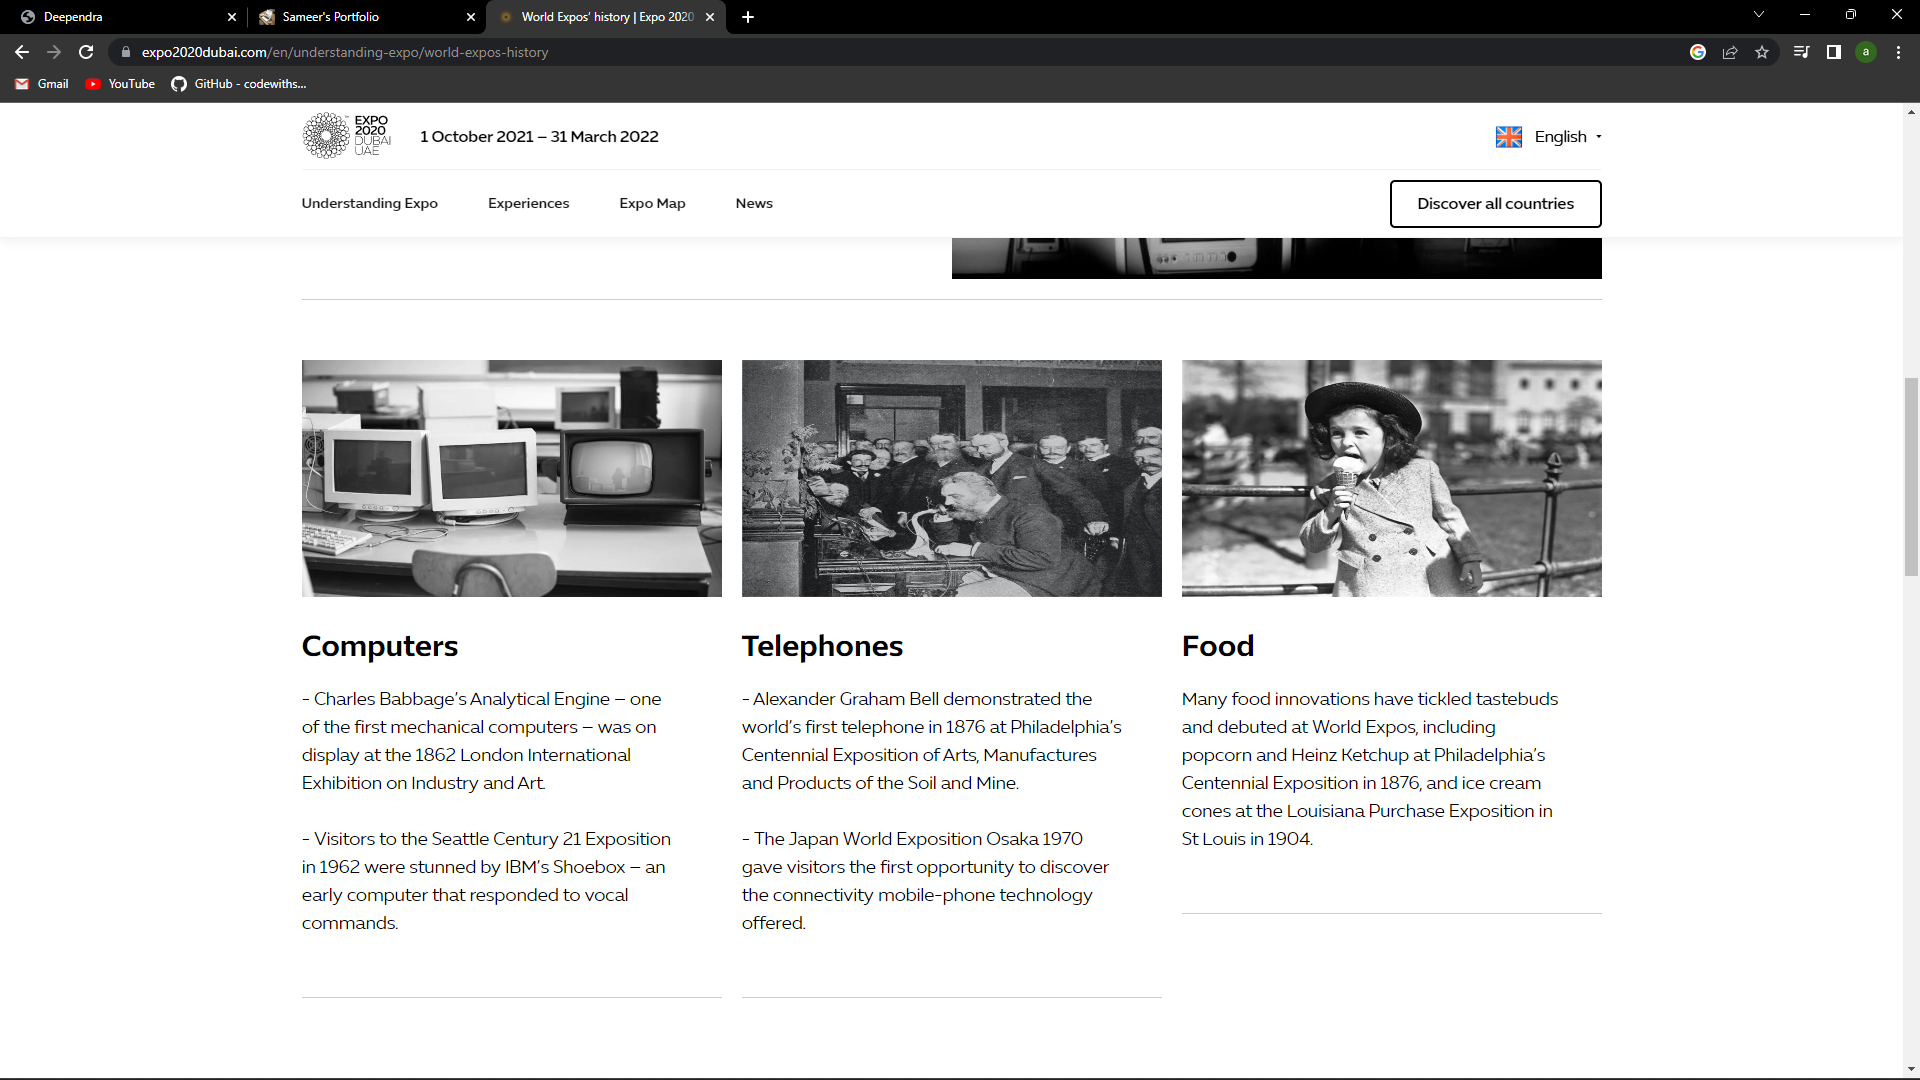 Deependra
Sameer's Portfolio
World Expos' history | Expo 2020
expo2020dubai.com/en/understanding-expo/world-expos-history
a
Gmail
YouTube
GitHub - codewiths...
EXPO
2020
DUBAI
UAE
1 October 2021 – 31 March 2022
English
Understanding Expo
Experiences
Expo Map
News
Discover all countries
Computers
- Charles Babbage's Analytical Engine – one
of the first mechanical computers – was on
display at the 1862 London International
Exhibition on Industry and Art.
- Visitors to the Seattle Century 21 Exposition
in 1962 were stunned by IBM's Shoebox – an
early computer that responded to vocal
commands.
Telephones
- Alexander Graham Bell demonstrated the
world's first telephone in 1876 at Philadelphia's
Centennial Exposition of Arts, Manufactures
and Products of the Soil and Mine.
- The Japan World Exposition Osaka 1970
gave visitors the first opportunity to discover
the connectivity mobile-phone technology
offered.
Food
Many food innovations have tickled tastebuds
and debuted at World Expos, including
popcorn and Heinz Ketchup at Philadelphia's
Centennial Exposition in 1876, and ice cream
cones at the Louisiana Purchase Exposition in
St Louis in 1904.